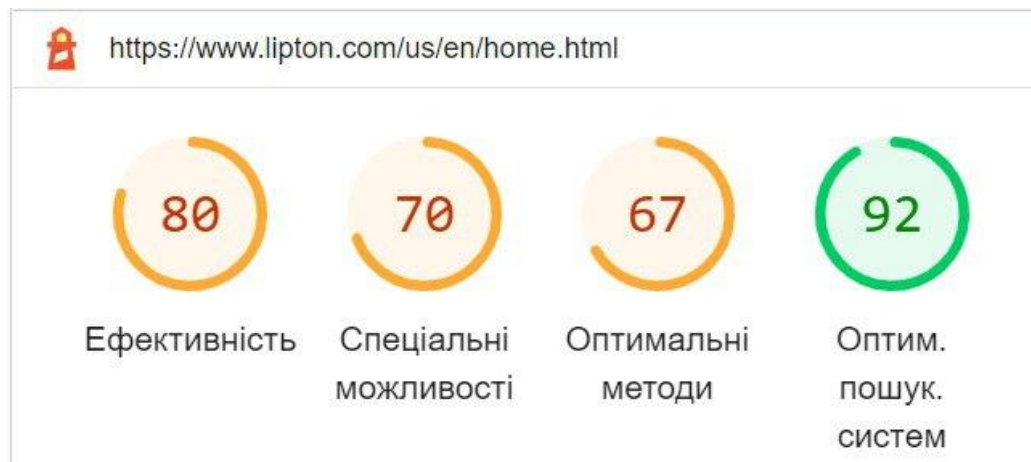 https://www.lipton.com/us/en/home.html
80 70 67 92
Ефективність Спеціальні Оптимальні Оптим.
можливості методи пошук.
систем